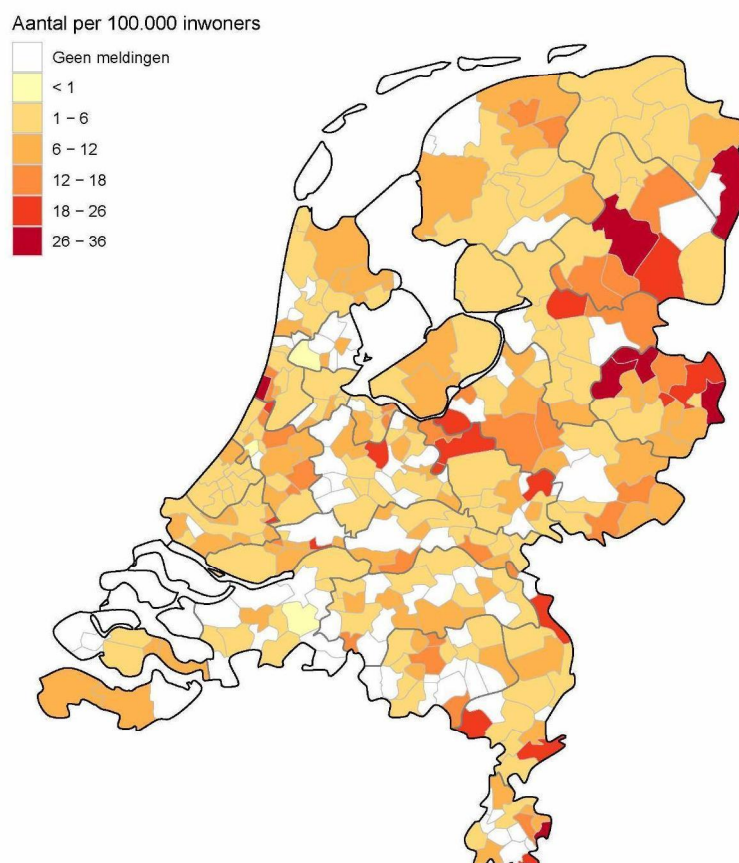 Aantal per 100.000 inwoners
Geen meldingen
< 1
1 – 6
6 – 12
12 – 18
18 – 26
26 – 36